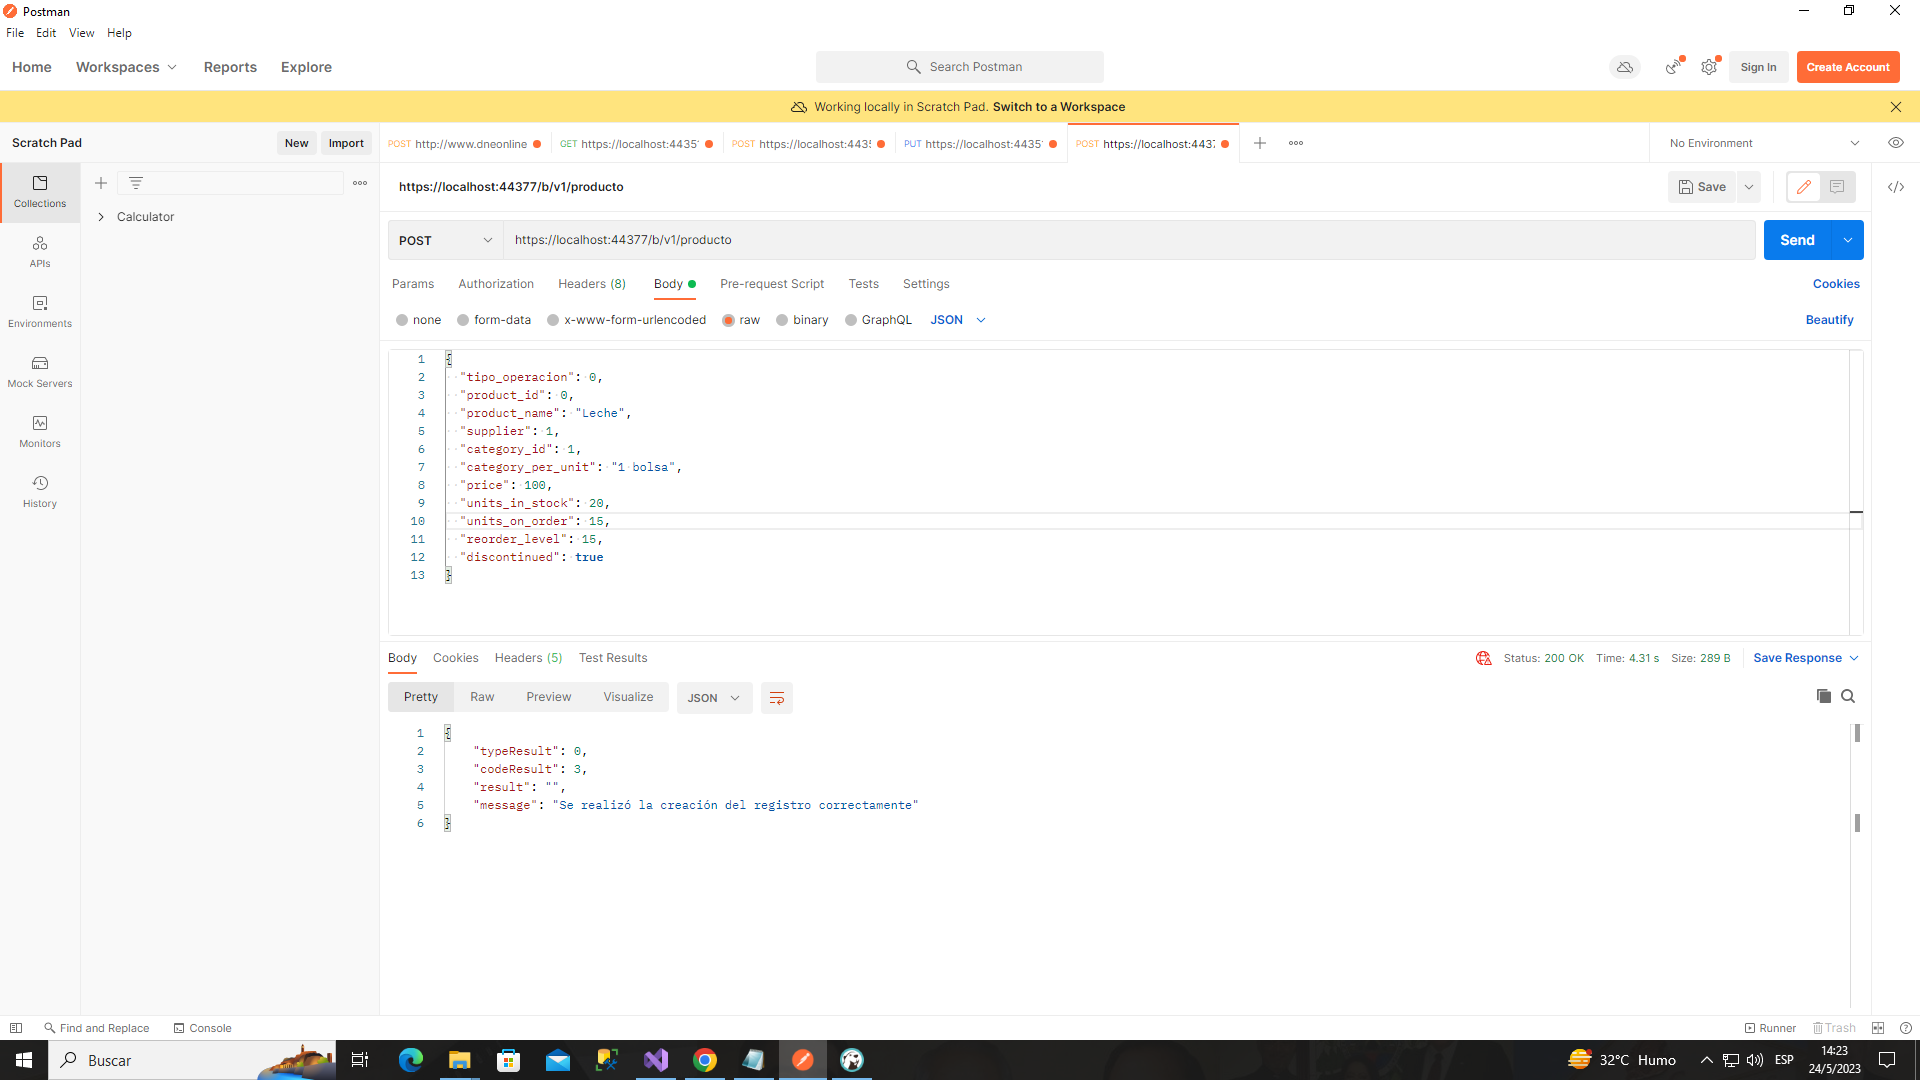 Postman
File Edit View Help
Home Workspaces Reports Explore Search Postman Sign In Create Account
Working locally in Scratch Pad. Switch to a Workspace
Scratch Pad New Import POST http://www.dneonline GET https://localhost:4435 POST https://localhost:443 PUT https://localhost:4435 POST https://localhost:443 No Environment
https://localhost:44377/b/v1/producto Save
Collections
Calculator
POST https://localhost:44377/b/v1/producto Send
APIs
Params Authorization Headers (8) Body Pre-request Script Tests Settings Cookies
Environments
none form-data x-www-form-urlencoded raw binary GraphQL JSON Beautify
Mock Servers
Monitors
History
1 {
2 "tipo_operacion": 0,
3 "product_id": 0,
4 "product_name": "Leche",
5 "supplier": 1,
6 "category_id": 1,
7 "category_per_unit": "1 bolsa",
8 "price": 100,
9 "units_in_stock": 20,
10 "units_on_order": 15,
11 "reorder_level": 15,
12 "discontinued": true
13 }
Body Cookies Headers (5) Test Results Status: 200 OK Time: 4.31 s Size: 289 B Save Response
Pretty Raw Preview Visualize JSON
1 {
2 "typeResult": 0,
3 "codeResult": 3,
4 "result": "",
5 "message": "Se realizó la creación del registro correctamente"
6 }
Find and Replace Console Runner Trash
Buscar 32°C Humo ESP 14:23
24/5/2023